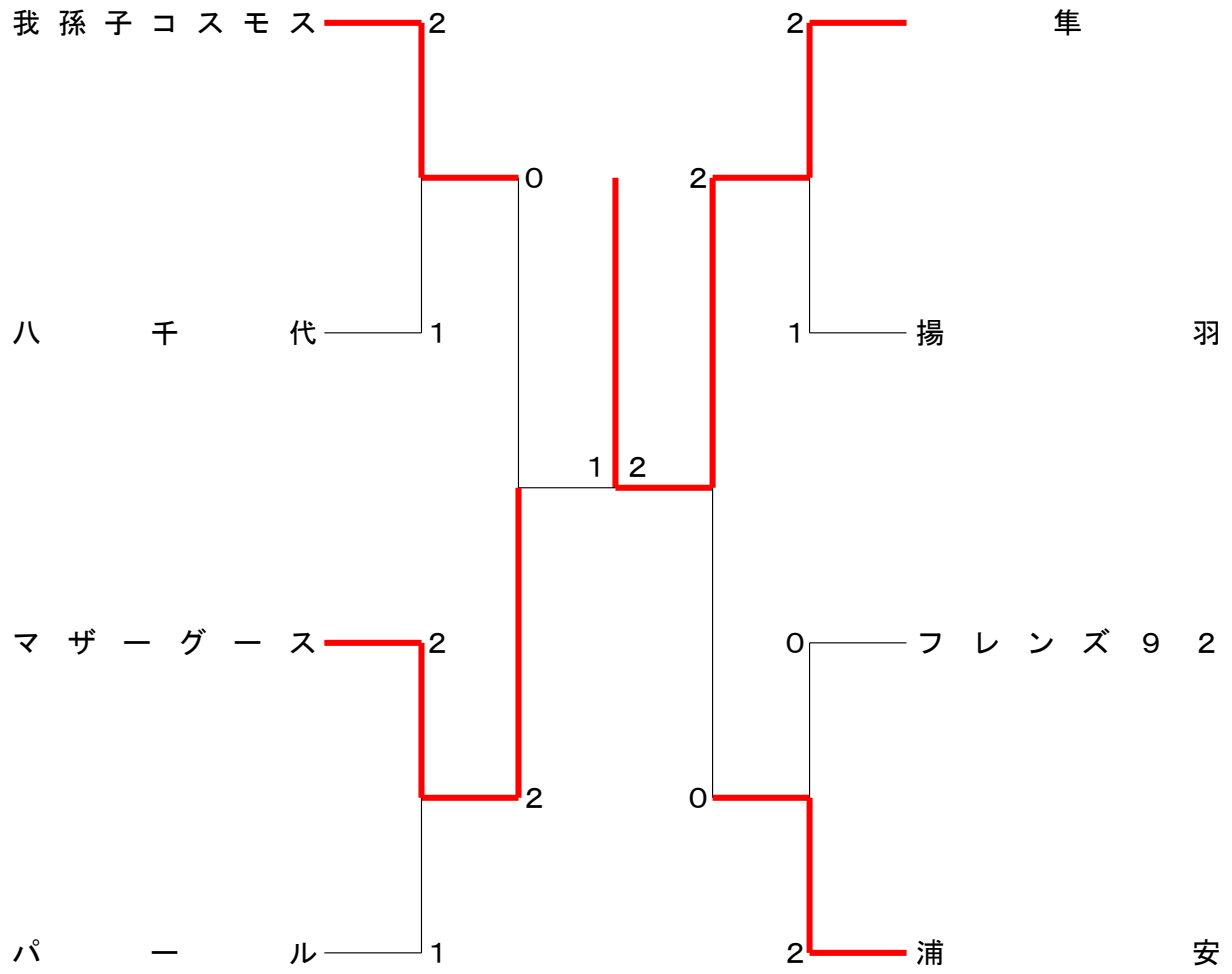 我孫子コスモス 2 2 隼
0 2
八千代 1 1 揚羽
1 2
マザーグース 2 0 フレンズ92
2 0
パール 1 2 浦安